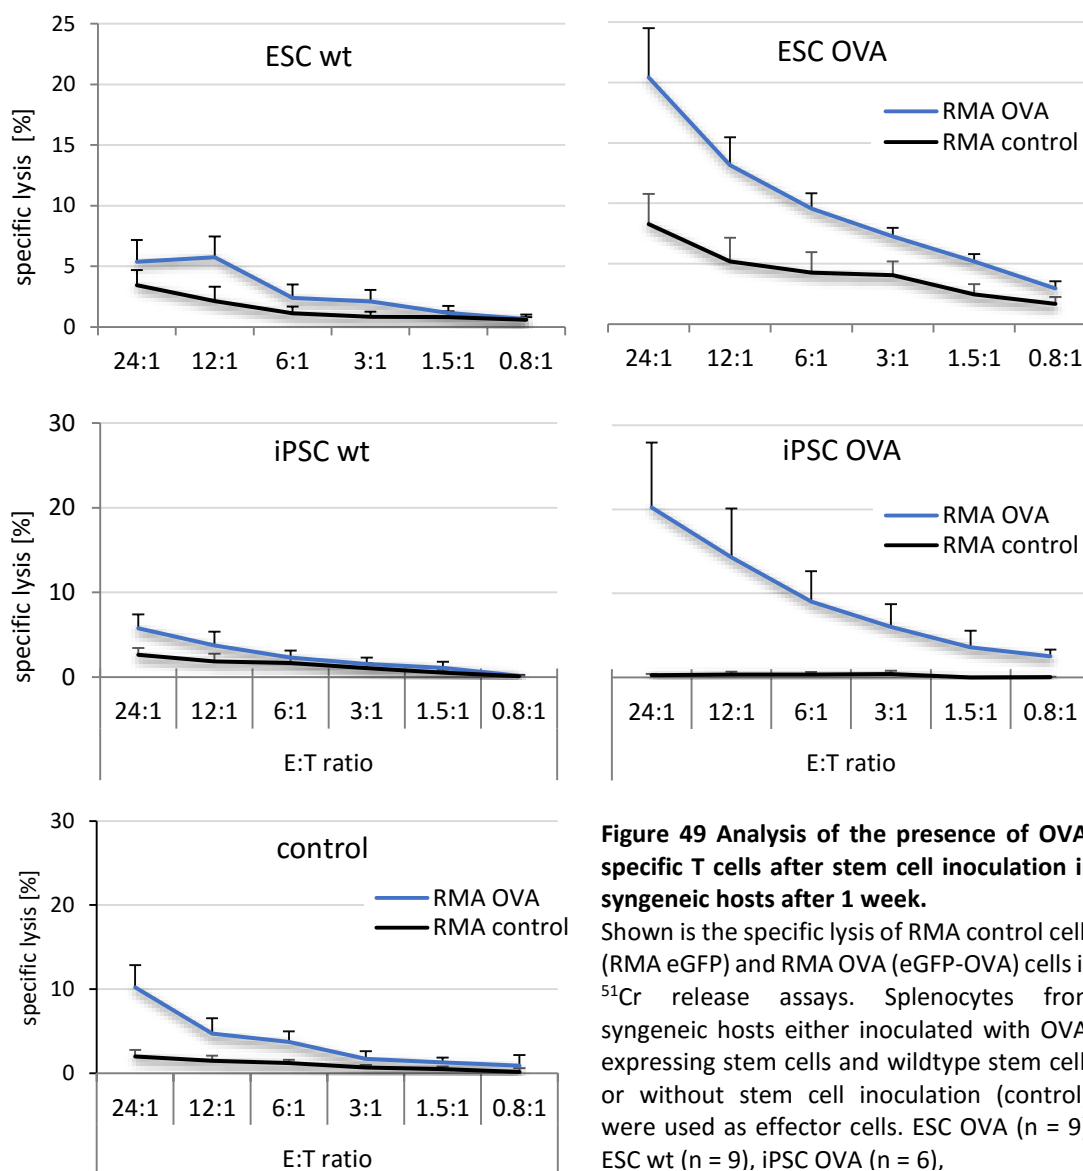 25
20
15
10
5
0
specific lysis [%]
ESC wt
24:1 12:1 6:1 3:1 1.5:1 0.8:1
ESC OVA
RMA OVA
RMA control
24:1 12:1 6:1 3:1 1.5:1 0.8:1
30
20
10
0
specific lysis [%]
iPSC wt
24:1 12:1 6:1 3:1 1.5:1 0.8:1
E:T ratio
iPSC OVA
RMA OVA
RMA control
24:1 12:1 6:1 3:1 1.5:1 0.8:1
E:T ratio
30
20
10
0
specific lysis [%]
control
RMA OVA
RMA control
24:1 12:1 6:1 3:1 1.5:1 0.8:1
E:T ratio
Figure 49 Analysis of the presence of OVA
specific T cells after stem cell inoculation i
syngeneic hosts after 1 week.
Shown is the specific lysis of RMA control cell
(RMA eGFP) and RMA OVA (eGFP-OVA) cells i
51Cr release assays. Splenocytes from
syngeneic hosts either inoculated with OVA
expressing stem cells and wildtype stem cell
or without stem cell inoculation (control
were used as effector cells. ESC OVA (n = 9
ESC wt (n = 9), iPSC OVA (n = 6),